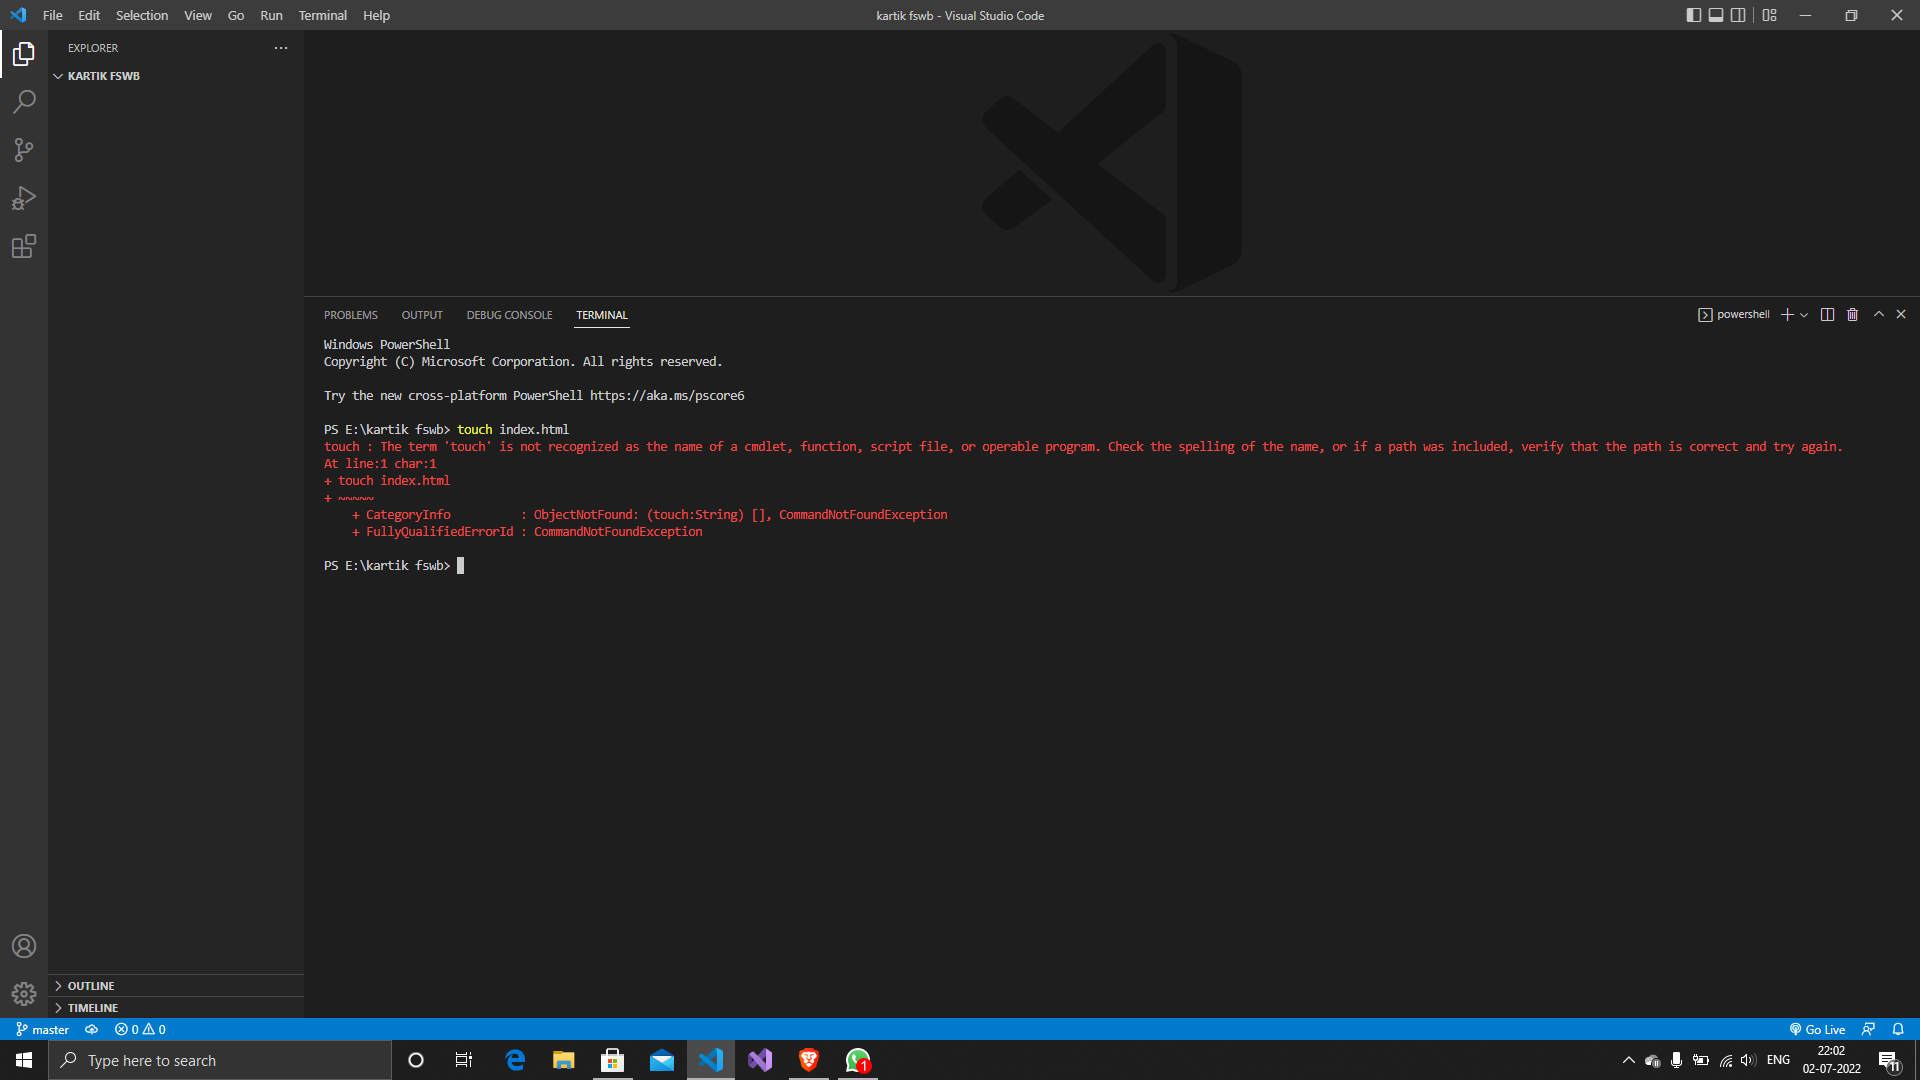 File Edit Selection View Go Run Terminal Help
kartik fswb - Visual Studio Code
EXPLORER
KARTIK FSWB
PROBLEMS OUTPUT DEBUG CONSOLE TERMINAL
powershell
Windows PowerShell
Copyright (C) Microsoft Corporation. All rights reserved.
Try the new cross-platform PowerShell https://aka.ms/pscore6
PS E:\kartik fswb> touch index.html
touch : The term 'touch' is not recognized as the name of a cmdlet, function, script file, or operable program. Check the spelling of the name, or if a path was included, verify that the path is correct and try again.
At line:1 char:1
+ touch index.html
+ ~~~~~
    + CategoryInfo          : ObjectNotFound: (touch:String) [], CommandNotFoundException
    + FullyQualifiedErrorId : CommandNotFoundException
PS E:\kartik fswb>
OUTLINE
TIMELINE
master 0 0
Go Live
Type here to search
1
ENG
22:02
02-07-2022
11